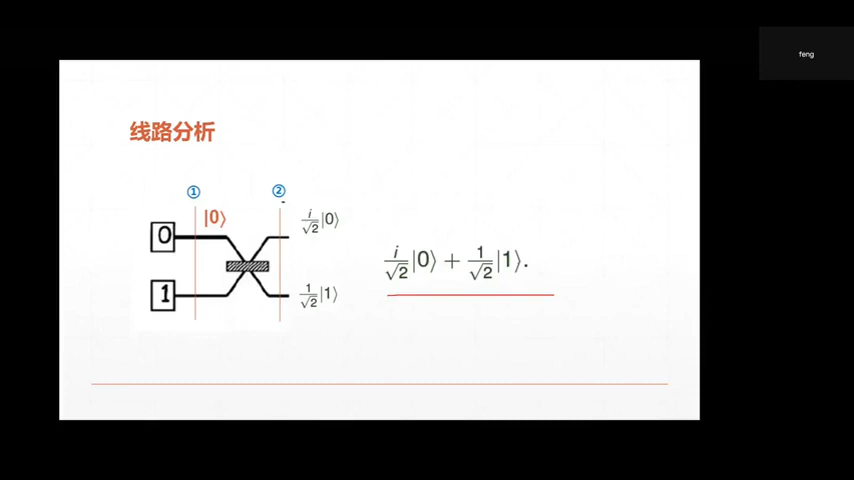 feng
线路分析
① ②
|0⟩
0
i/√2|0⟩
i/√2|0⟩ + 1/√2|1⟩.
1
1/√2|1⟩